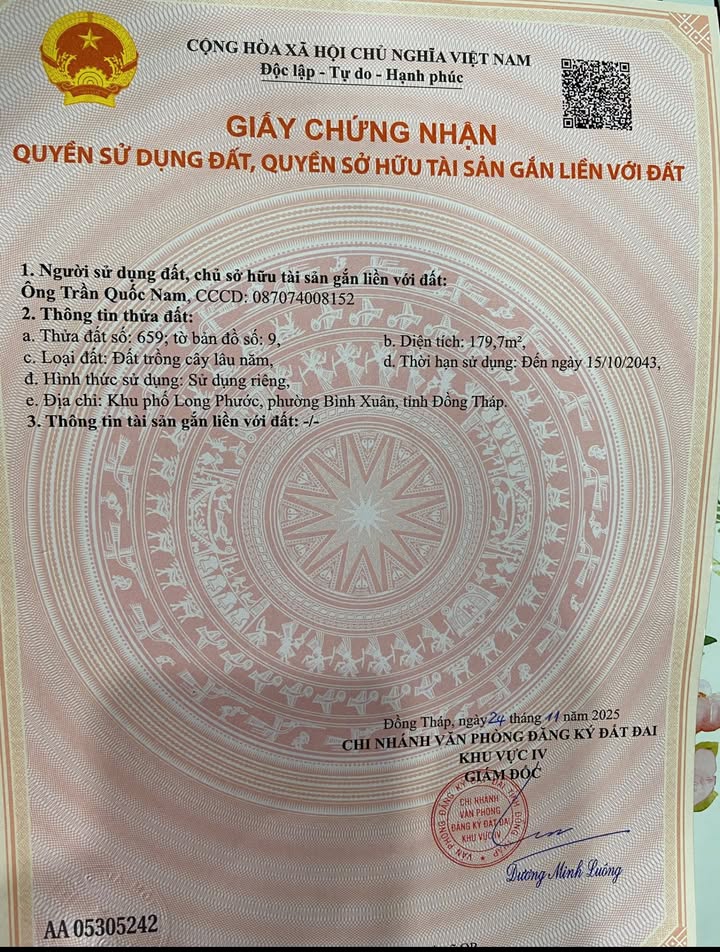 CỘNG HÒA XÃ HỘI CHỦ NGHĨA VIỆT NAM
Độc lập - Tự do - Hạnh phúc
GIẤY CHỨNG NHẬN
QUYỀN SỬ DỤNG ĐẤT, QUYỀN SỞ HỮU TÀI SẢN GẮN LIỀN VỚI ĐẤT
1. Người sử dụng đất, chủ sở hữu tài sản gắn liền với đất:
Ông Trần Quốc Nam, CCCD: 087074008152
2. Thông tin thửa đất:
a. Thửa đất số: 659; tờ bản đồ số: 9, b. Diện tích: 179,7m²,
c. Loại đất: Đất trồng cây lâu năm, d. Thời hạn sử dụng: Đến ngày 15/10/2043,
đ. Hình thức sử dụng: Sử dụng riêng,
e. Địa chỉ: Khu phố Long Phước, phường Bình Xuân, tỉnh Đồng Tháp.
3. Thông tin tài sản gắn liền với đất: -/-
Đồng Tháp, ngày 24 tháng 11 năm 2025
CHI NHÁNH VĂN PHÒNG ĐĂNG KÝ ĐẤT ĐAI
KHU VỰC IV
GIÁM ĐỐC
CHI NHÁNH
VĂN PHÒNG
ĐĂNG KÝ ĐẤT ĐAI
KHU VỰC IV
Dương Minh Luông
AA 05305242